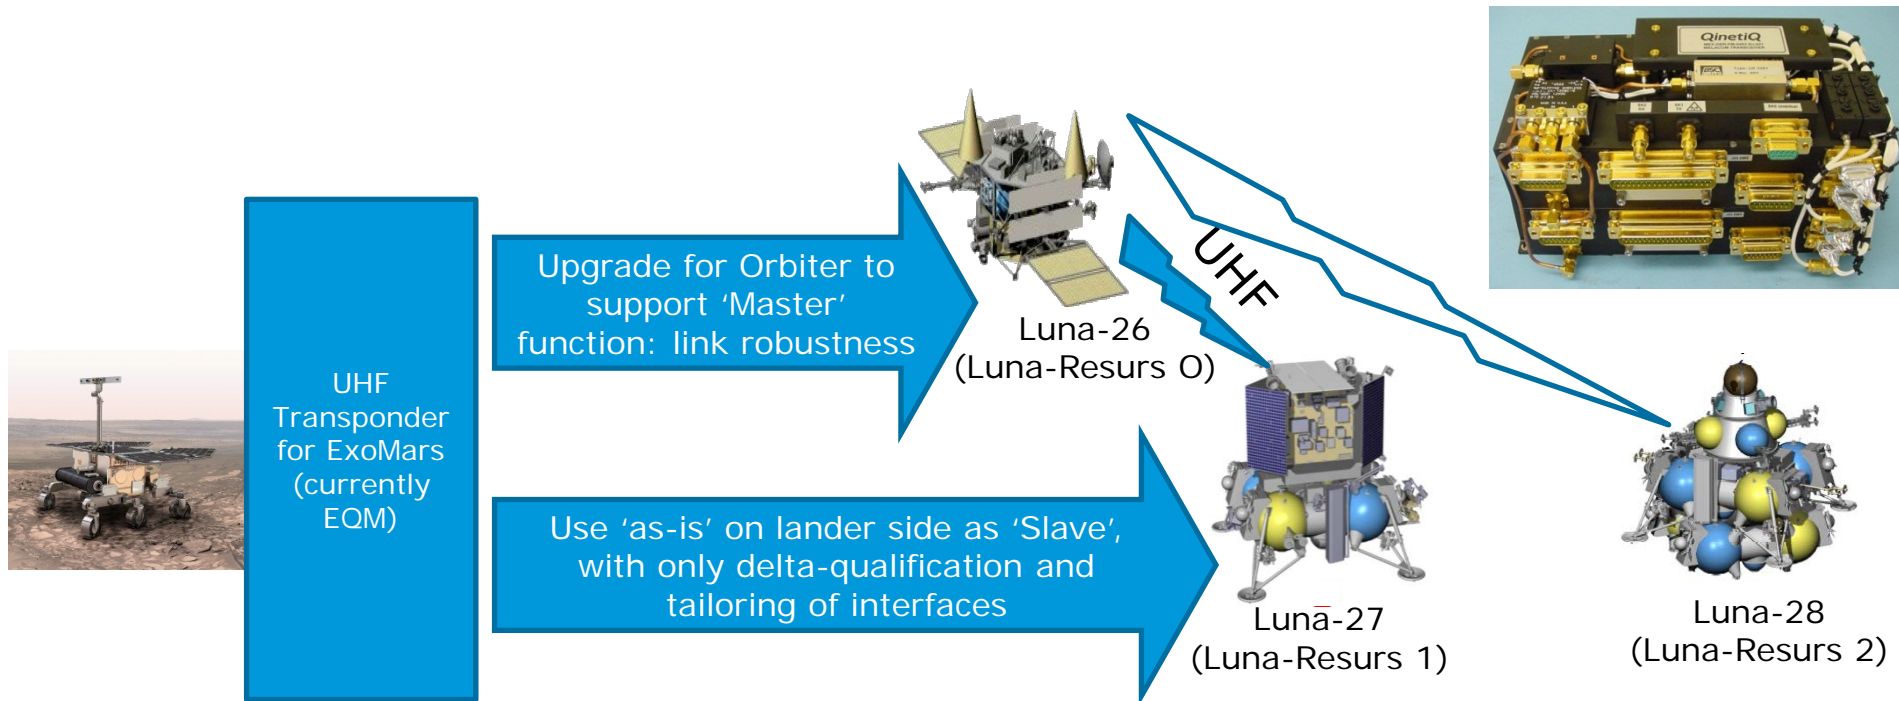 UHF
Transponder
for ExoMars
(currently
EQM)
Upgrade for Orbiter to
support ‘Master’
function: link robustness
Use ‘as-is’ on lander side as ‘Slave’,
with only delta-qualification and
tailoring of interfaces
Luna-26
(Luna-Resurs O)
UHF
Luna-27
(Luna-Resurs 1)
Luna-28
(Luna-Resurs 2)
QinetiQ